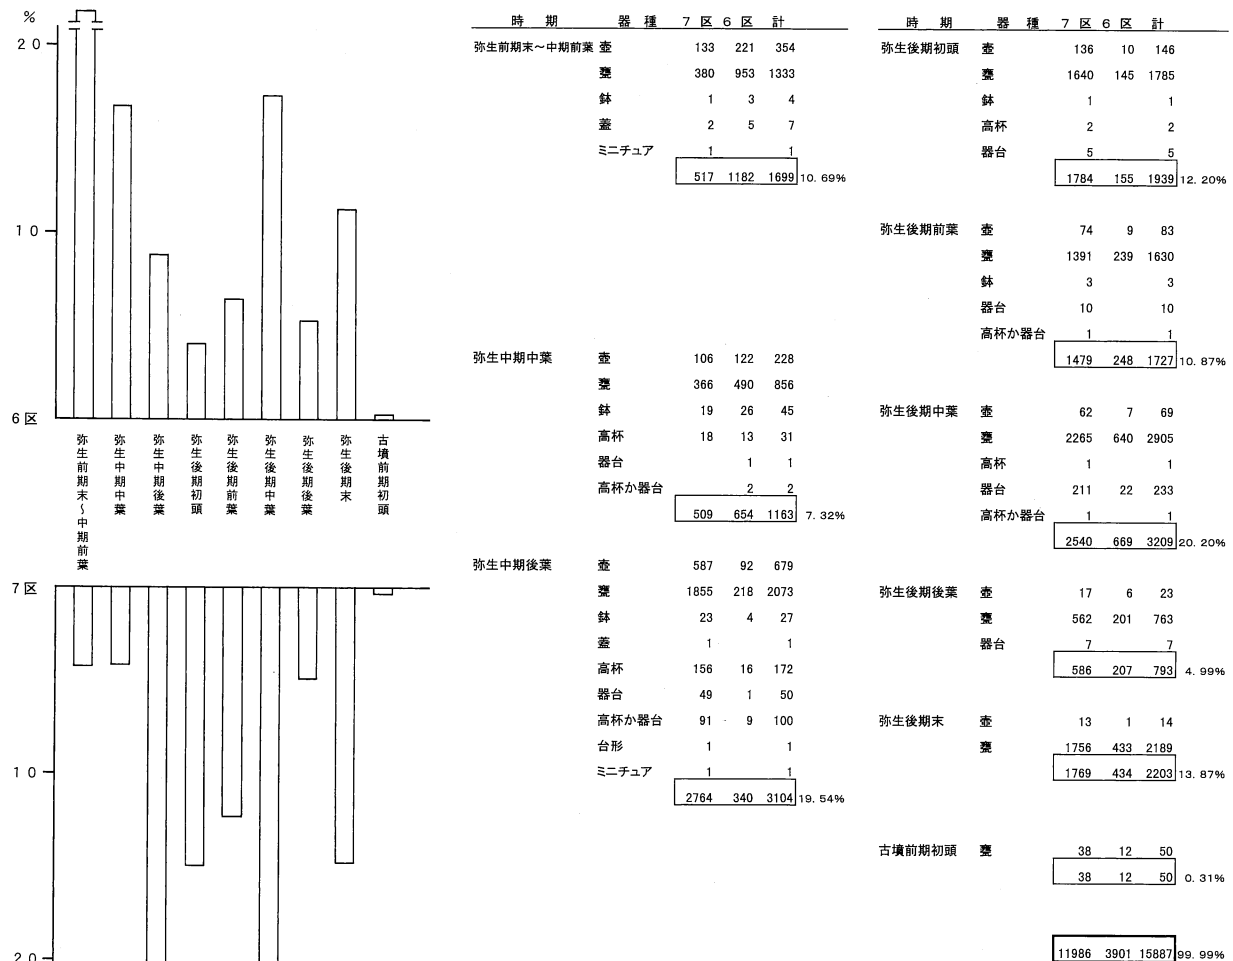 ％
20
10
6区
弥生前期末～中期前葉
弥生中期中葉
弥生中期後葉
弥生後期初頭
弥生後期前葉
弥生後期中葉
弥生後期後葉
弥生後期末
古墳前期初頭
7区
10
20
時期 器種 7区 6区 計
弥生前期末～中期前葉 壺 133 221 354
甕 380 953 1333
鉢 1 3 4
蓋 2 5 7
ミニチュア 1 1
517 1182 1699 10.69%
弥生中期中葉 壺 106 122 228
甕 366 490 856
鉢 19 26 45
高杯 18 13 31
器台 1 1
高杯か器台 2 2
509 654 1163 7.32%
弥生中期後葉 壺 587 92 679
甕 1855 218 2073
鉢 23 4 27
蓋 1 1
高杯 156 16 172
器台 49 1 50
高杯か器台 91 9 100
台形 1 1
ミニチュア 1 1
2764 340 3104 19.54%
時期 器種 7区 6区 計
弥生後期初頭 壺 136 10 146
甕 1640 145 1785
鉢 1 1
高杯 2 2
器台 5 5
1784 155 1939 12.20%
弥生後期前葉 壺 74 9 83
甕 1391 239 1630
鉢 3 3
器台 10 10
高杯か器台 1 1
1479 248 1727 10.87%
弥生後期中葉 壺 62 7 69
甕 2265 640 2905
高杯 1 1
器台 211 22 233
高杯か器台 1 1
2540 669 3209 20.20%
弥生後期後葉 壺 17 6 23
甕 562 201 763
器台 7 7
586 207 793 4.99%
弥生後期末 壺 13 1 14
甕 1756 433 2189
1769 434 2203 13.87%
古墳前期初頭 甕 38 12 50
38 12 50 0.31%
11986 3901 15887 99.99%